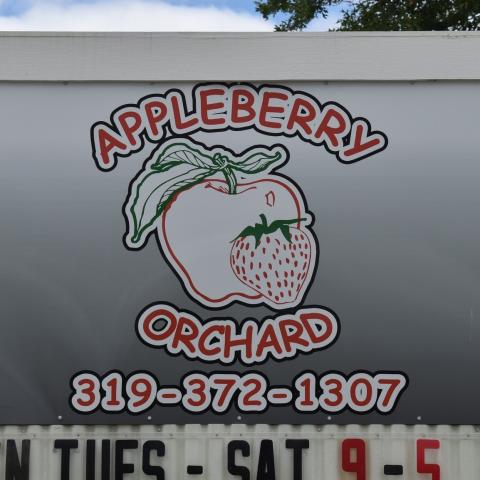 APPLEBERRY
ORCHARD
319-372-1307
TUES - SAT 9-5